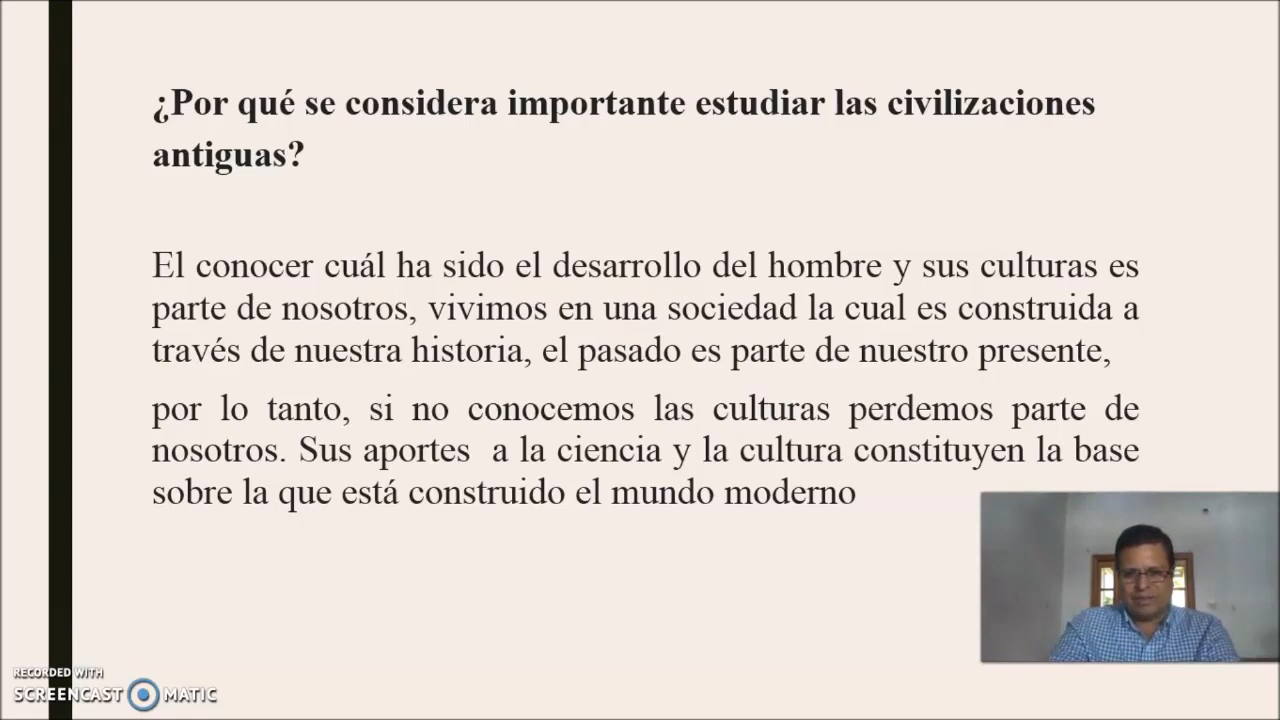 ¿Por qué se considera importante estudiar las civilizaciones
antiguas?
El conocer cuál ha sido el desarrollo del hombre y sus culturas es
parte de nosotros, vivimos en una sociedad la cual es construida a
través de nuestra historia, el pasado es parte de nuestro presente,
por lo tanto, si no conocemos las culturas perdemos parte de
nosotros. Sus aportes a la ciencia y la cultura constituyen la base
sobre la que está construido el mundo moderno
RECORDED WITH
SCREENCAST MATIC